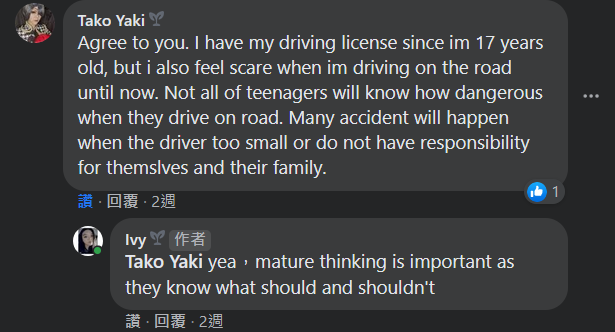 Tako Yaki
Agree to you. I have my driving license since im 17 years
old, but i also feel scare when im driving on the road
until now. Not all of teenagers will know how dangerous
when they drive on road. Many accident will happen
when the driver too small or do not have responsibility
for themslves and their family.
1
讚 · 回覆 · 2週
Ivy 作者
Tako Yaki yea，mature thinking is important as
they know what should and shouldn't
讚 · 回覆 · 2週